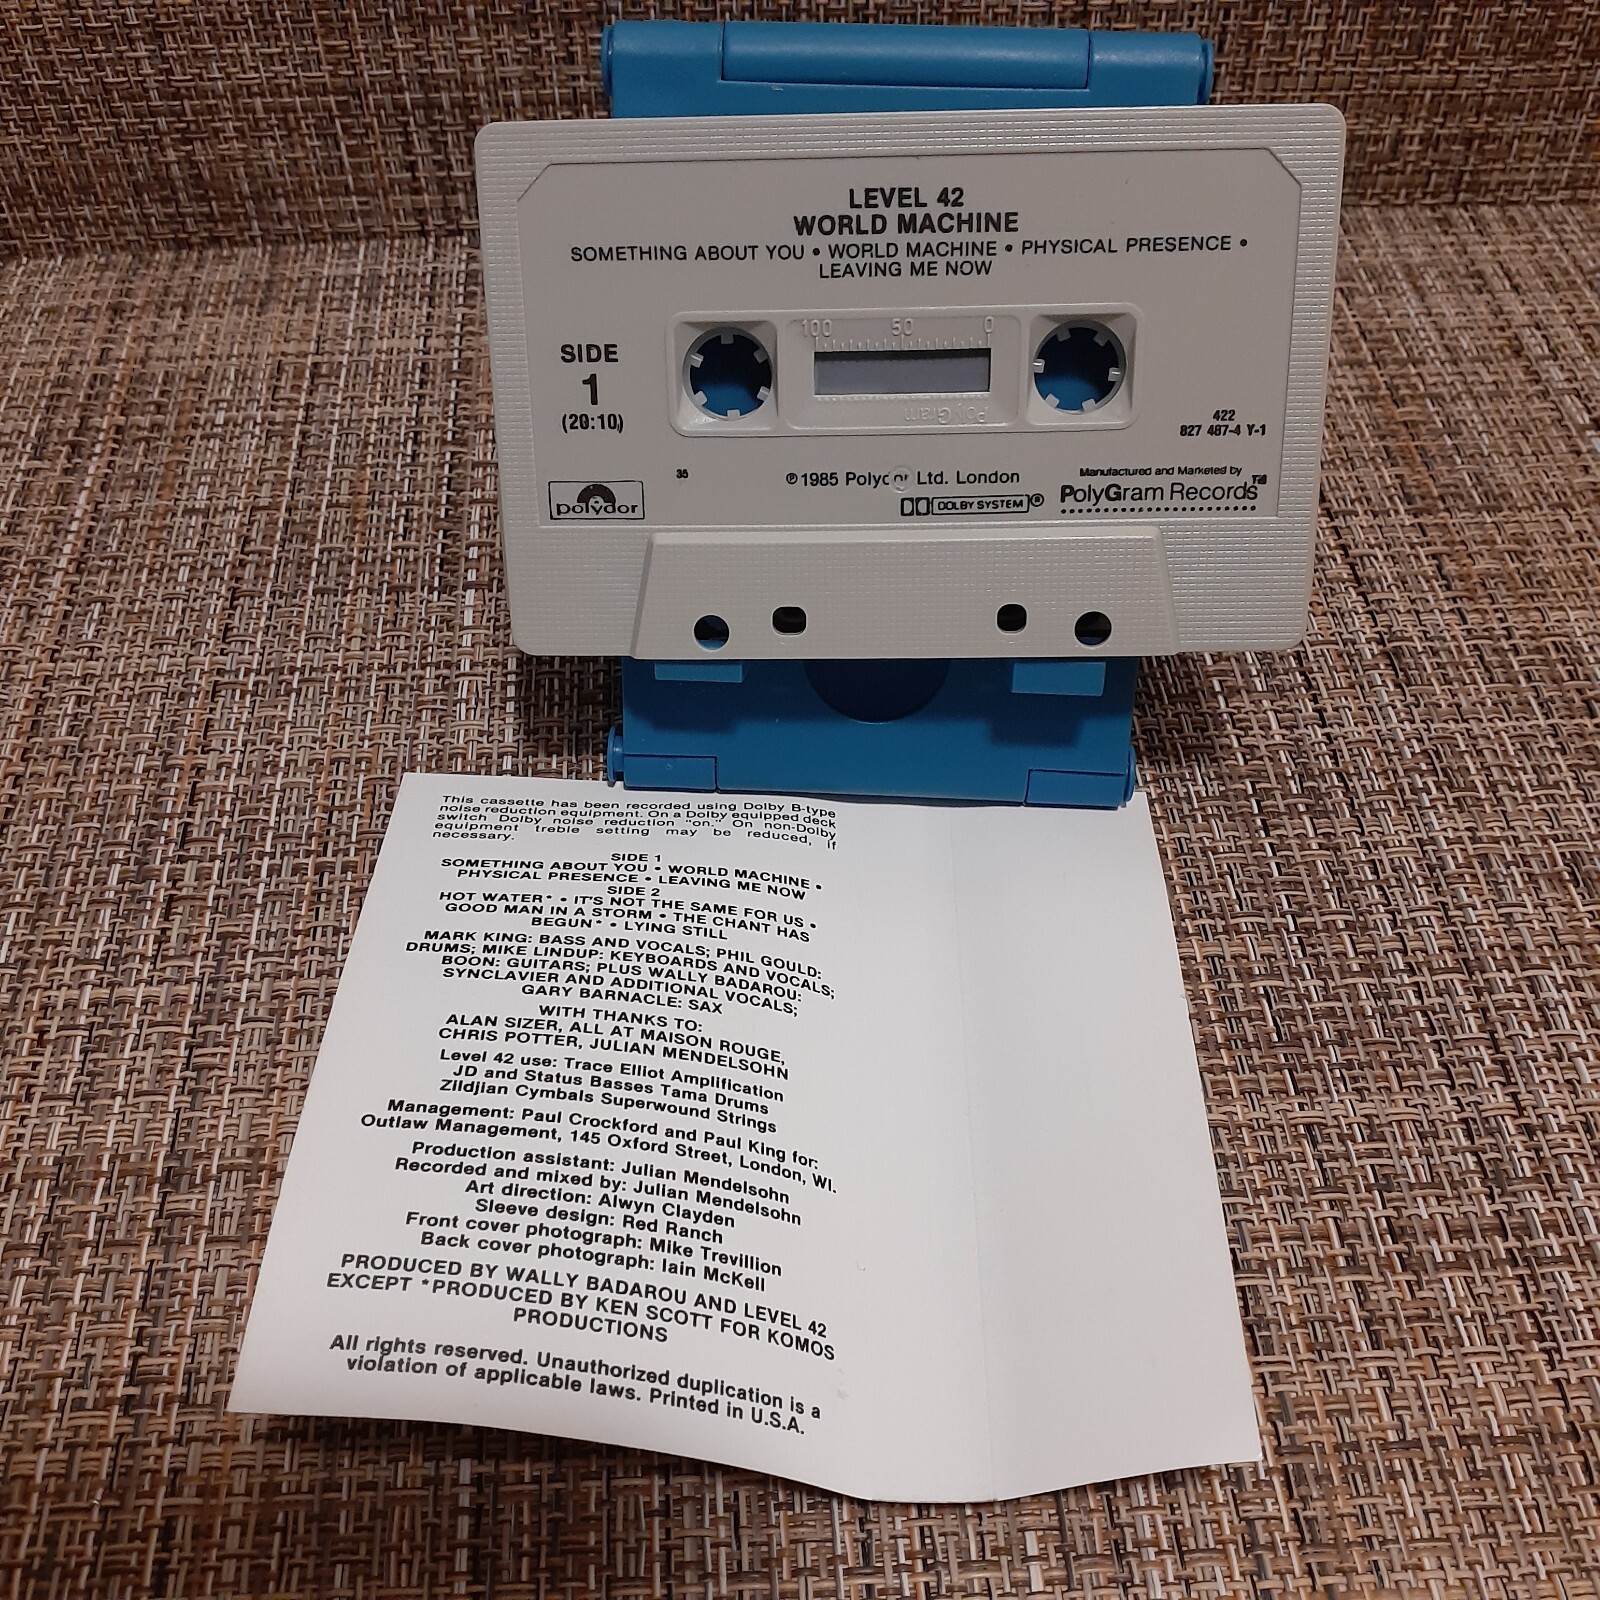 LEVEL 42
WORLD MACHINE
SOMETHING ABOUT YOU • WORLD MACHINE • PHYSICAL PRESENCE •
LEAVING ME NOW
100 50 0
SIDE
1
(20:10)
PolyGram
422
827 487-4 Y-1
35
℗ 1985 Polydor Ltd. London
Manufactured and Marketed by
PolyGram Records™
polydor
DOLBY SYSTEM®
This cassette has been recorded using Dolby B-type
noise reduction equipment. On a Dolby equipped deck
switch Dolby noise reduction "on." On non-Dolby
equipment treble setting may be reduced, if
necessary.
SIDE 1
SOMETHING ABOUT YOU • WORLD MACHINE •
PHYSICAL PRESENCE • LEAVING ME NOW
SIDE 2
HOT WATER* • IT'S NOT THE SAME FOR US •
GOOD MAN IN A STORM • THE CHANT HAS
BEGUN* • LYING STILL
MARK KING: BASS AND VOCALS; PHIL GOULD:
DRUMS; MIKE LINDUP: KEYBOARDS AND VOCALS;
BOON: GUITARS; PLUS WALLY BADAROU:
SYNCLAVIER AND ADDITIONAL VOCALS;
GARY BARNACLE: SAX
WITH THANKS TO:
ALAN SIZER, ALL AT MAISON ROUGE,
CHRIS POTTER, JULIAN MENDELSOHN
Level 42 use: Trace Elliot Amplification
JD and Status Basses Tama Drums
Zildjian Cymbals Superwound Strings
Management: Paul Crockford and Paul King for:
Outlaw Management, 145 Oxford Street, London, WI.
Production assistant: Julian Mendelsohn
Recorded and mixed by: Julian Mendelsohn
Art direction: Alwyn Clayden
Sleeve design: Red Ranch
Front cover photograph: Mike Trevillion
Back cover photograph: Iain McKell
PRODUCED BY WALLY BADAROU AND LEVEL 42
EXCEPT *PRODUCED BY KEN SCOTT FOR KOMOS
PRODUCTIONS
All rights reserved. Unauthorized duplication is a
violation of applicable laws. Printed in U.S.A.